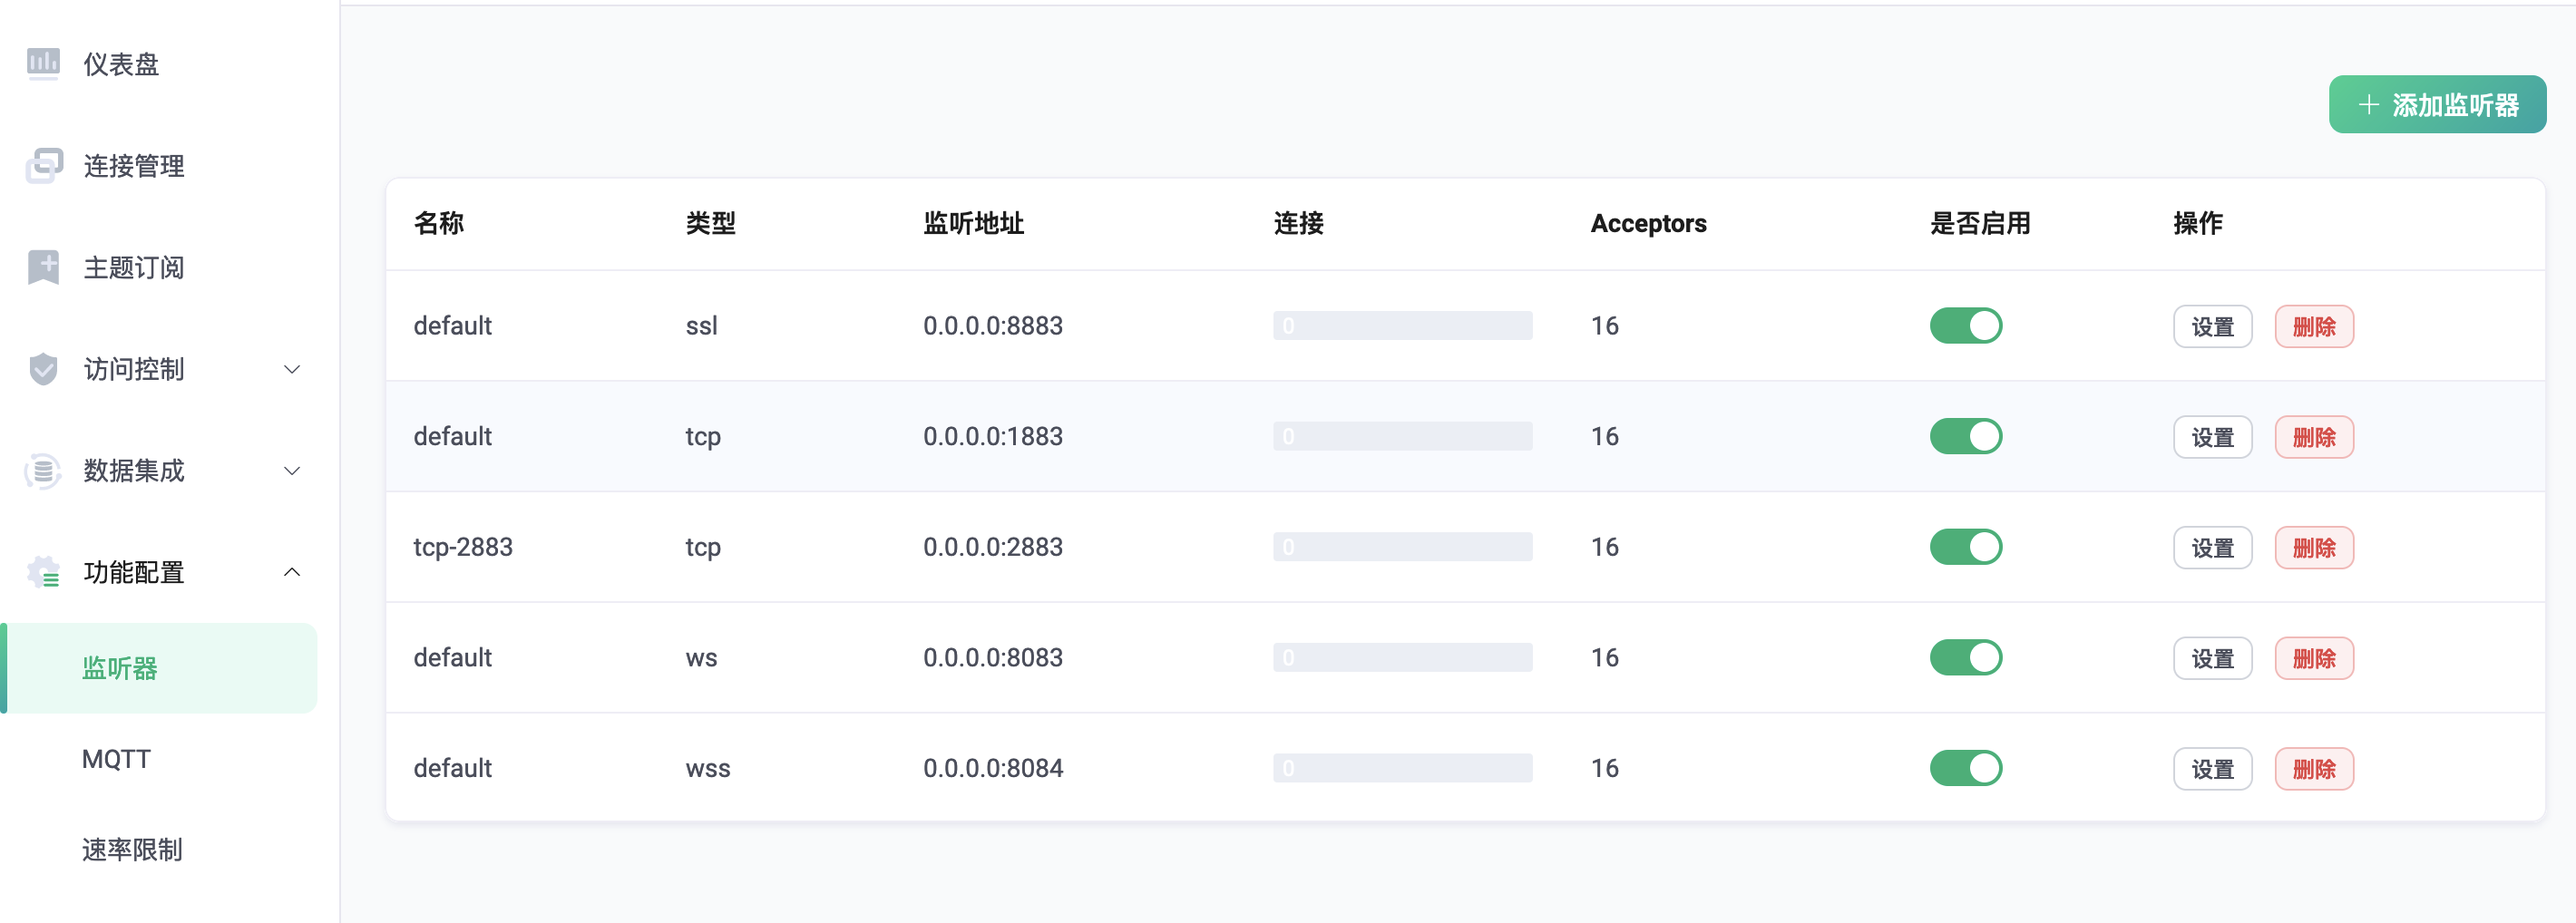 仪表盘
连接管理
主题订阅
访问控制
数据集成
功能配置
监听器
MQTT
速率限制
添加监听器
名称 类型 监听地址 连接 Acceptors 是否启用 操作
default ssl 0.0.0.0:8883 0 16 设置 删除
default tcp 0.0.0.0:1883 0 16 设置 删除
tcp-2883 tcp 0.0.0.0:2883 0 16 设置 删除
default ws 0.0.0.0:8083 0 16 设置 删除
default wss 0.0.0.0:8084 0 16 设置 删除